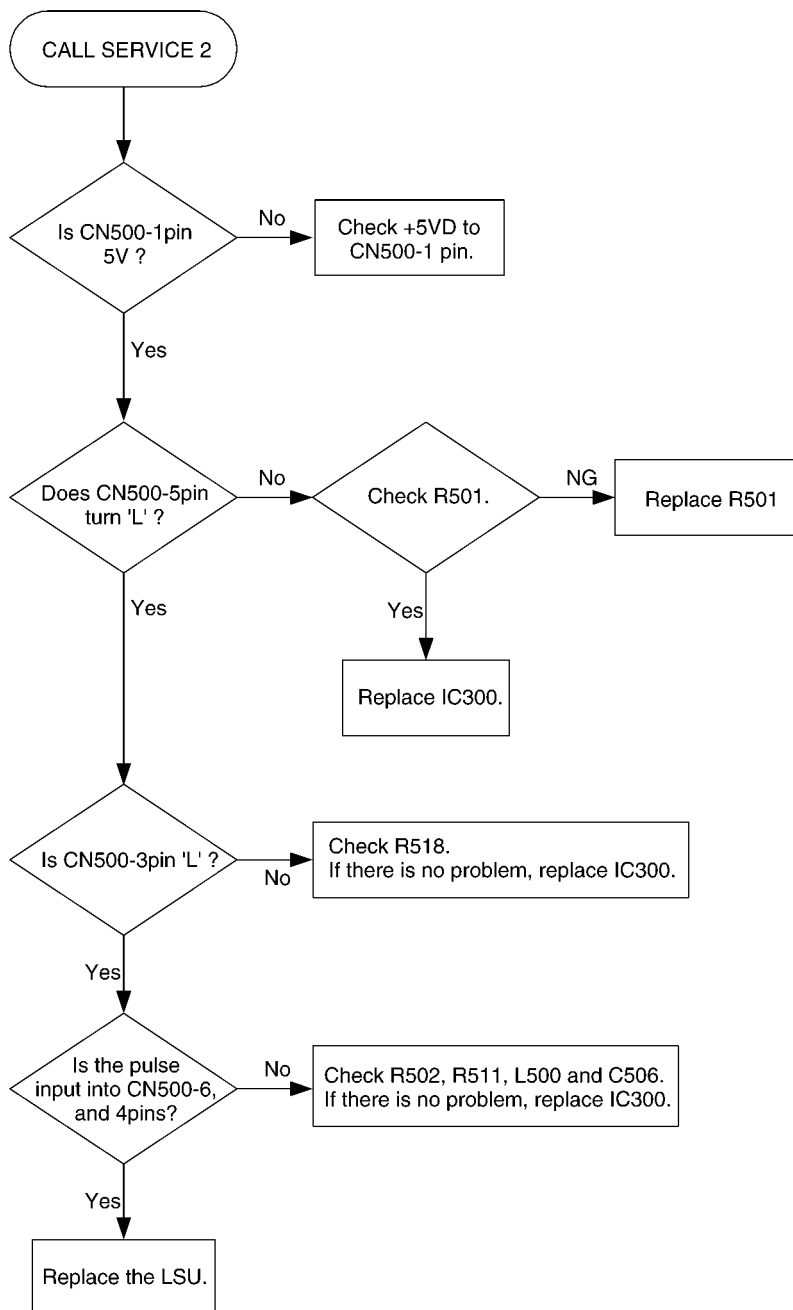 CALL SERVICE 2
Is CN500-1pin
5V ?
No
Check +5VD to
CN500-1 pin.
Yes
Does CN500-5pin
turn 'L' ?
No
Check R501.
NG
Replace R501
Yes
Yes
Replace IC300.
Is CN500-3pin 'L' ?
No
Check R518.
If there is no problem, replace IC300.
Yes
Is the pulse
input into CN500-6,
and 4pins?
No
Check R502, R511, L500 and C506.
If there is no problem, replace IC300.
Yes
Replace the LSU.